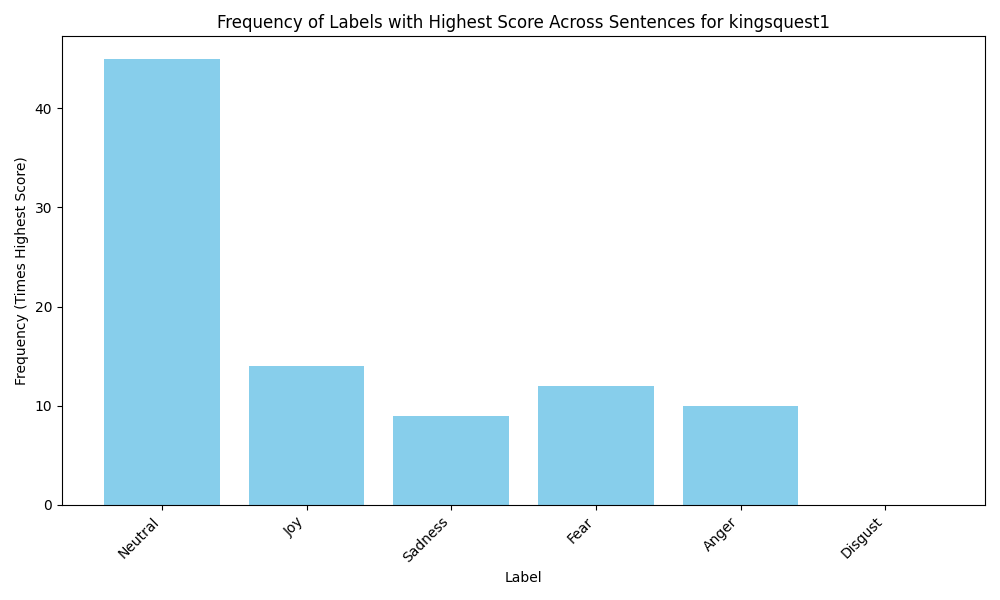 Frequency of Labels with Highest Score Across Sentences for kingsquest1
Frequency (Times Highest Score)
40
30
20
10
0
Neutral
Joy
Sadness
Fear
Anger
Disgust
Label